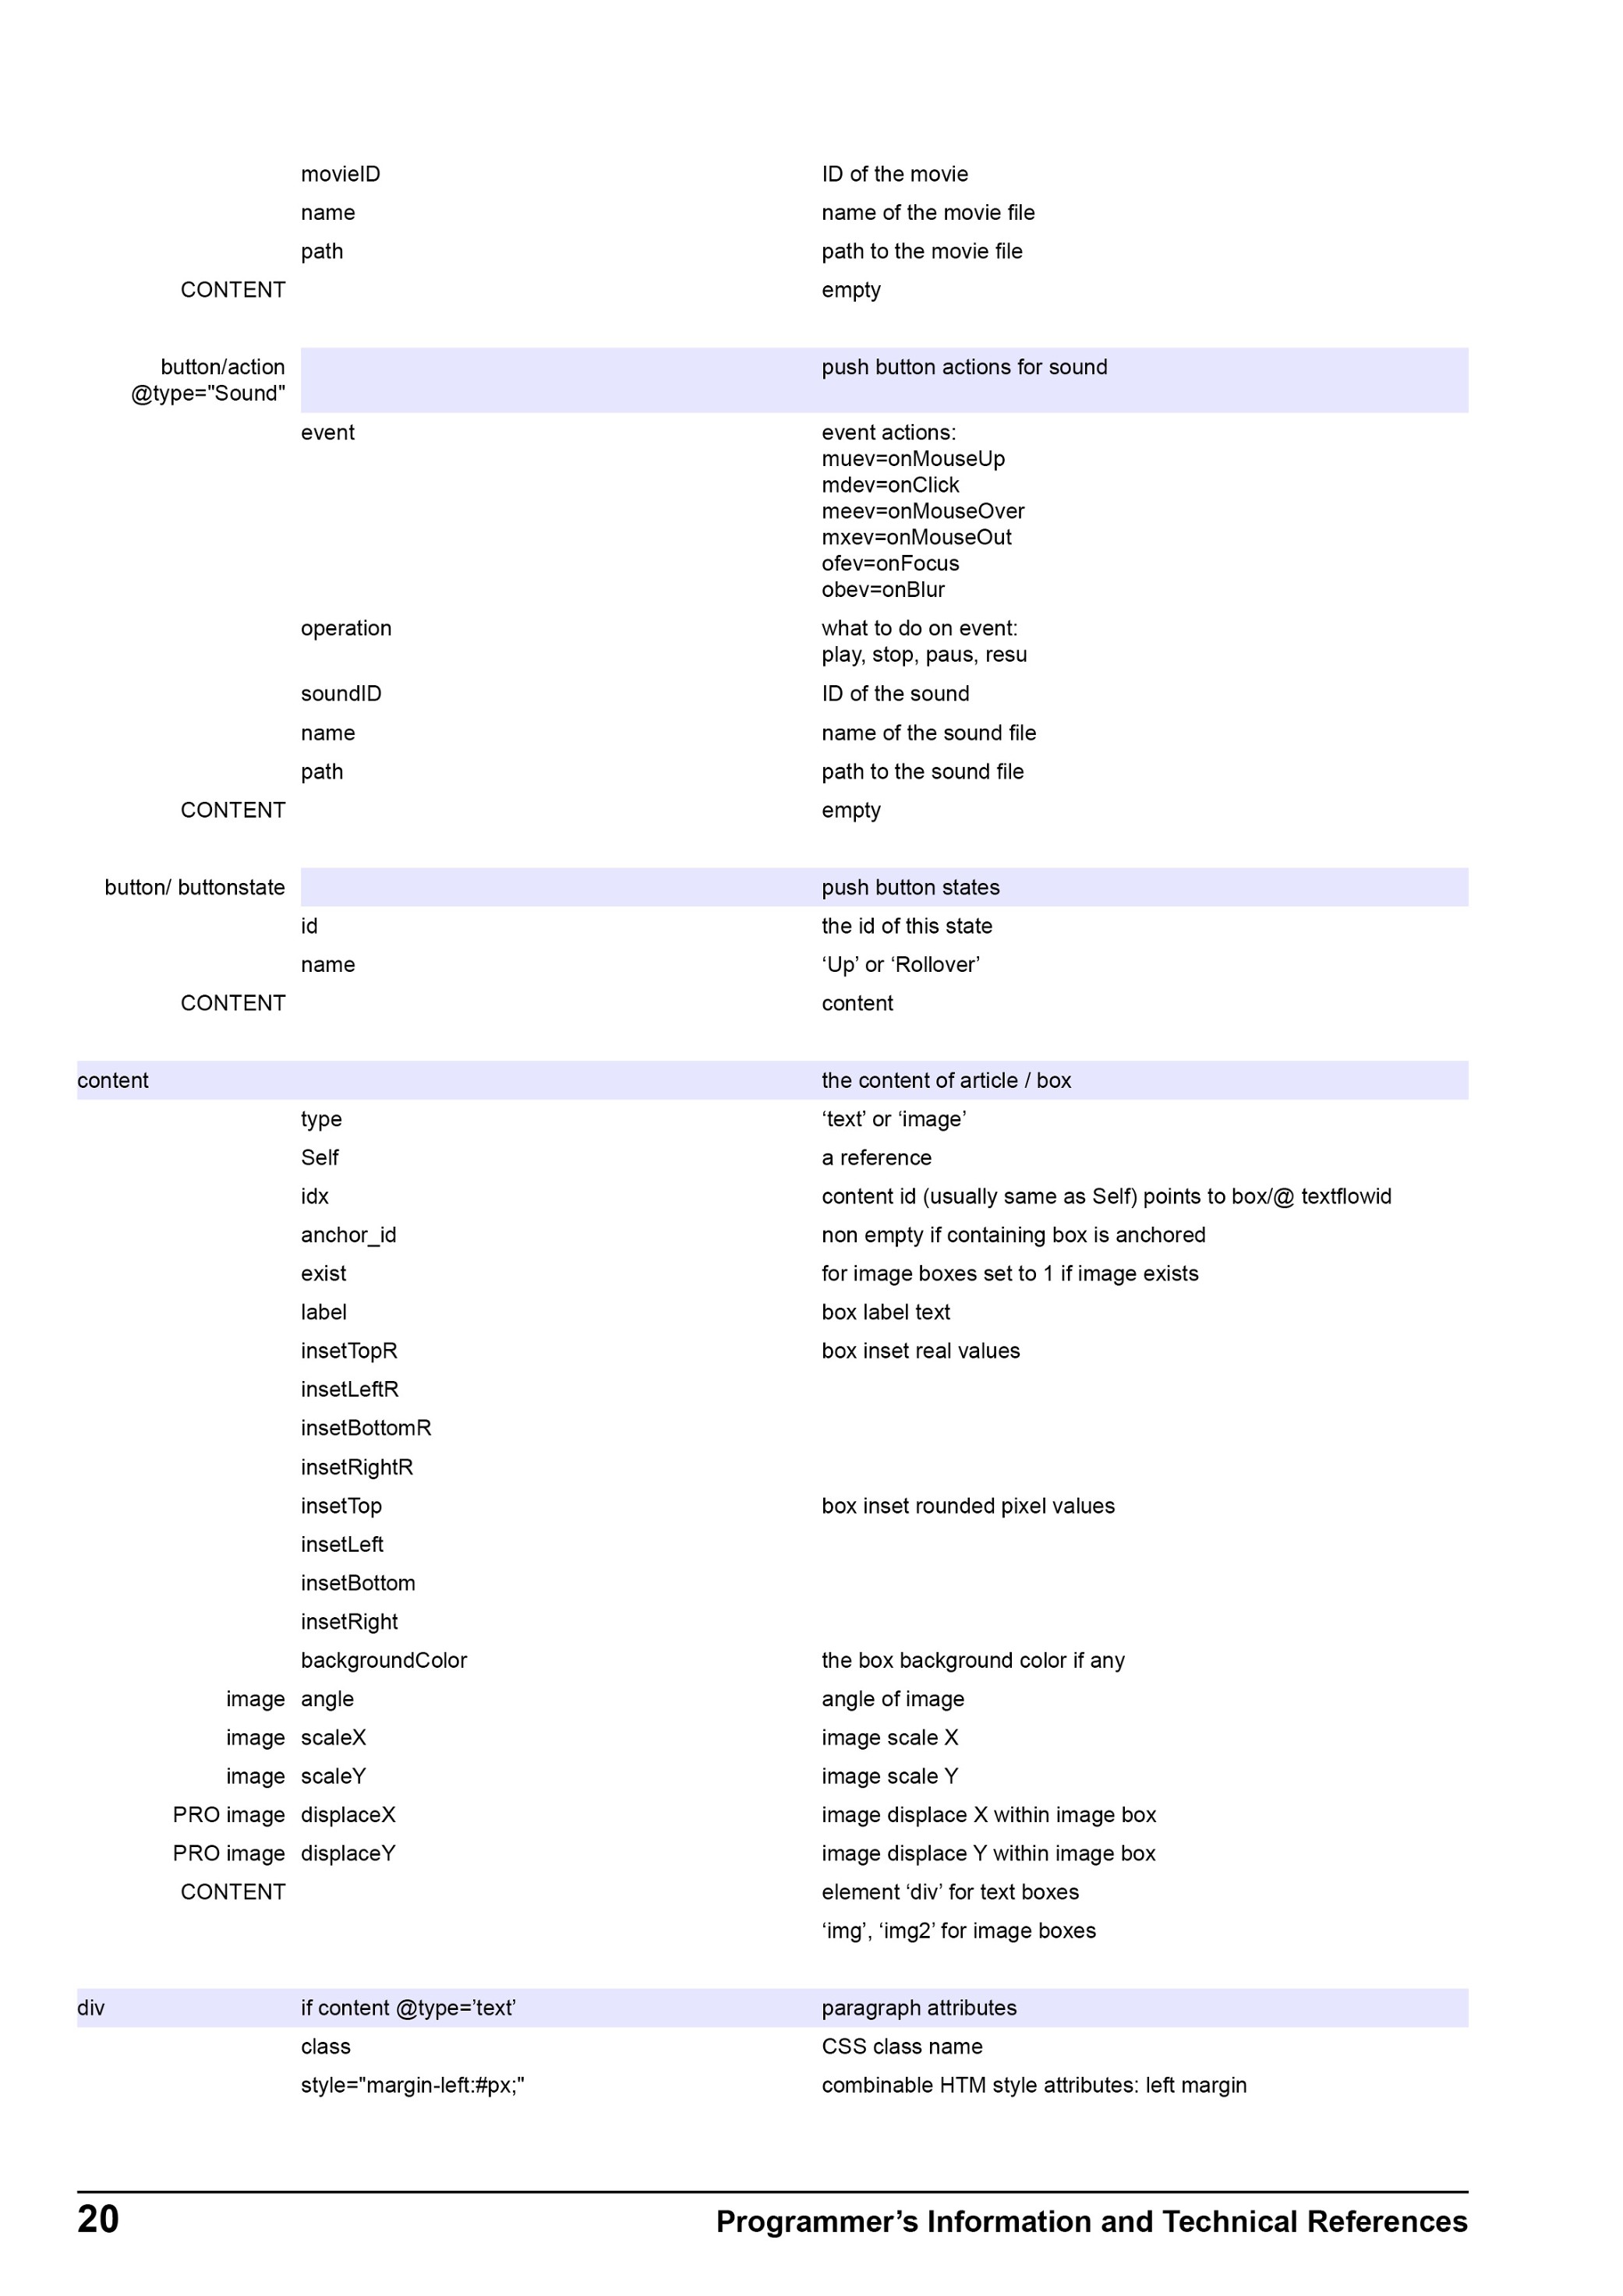 movieID ID of the movie
name name of the movie file
path path to the movie file
CONTENT empty
button/action push button actions for sound
@type="Sound"
event event actions:
muev=onMouseUp
mdev=onClick
meev=onMouseOver
mxev=onMouseOut
ofev=onFocus
obev=onBlur
operation what to do on event:
play, stop, paus, resu
soundID ID of the sound
name name of the sound file
path path to the sound file
CONTENT empty
button/ buttonstate push button states
id the id of this state
name ‘Up’ or ‘Rollover’
CONTENT content
content the content of article / box
type ‘text’ or ‘image’
Self a reference
idx content id (usually same as Self) points to box/@ textflowid
anchor_id non empty if containing box is anchored
exist for image boxes set to 1 if image exists
label box label text
insetTopR box inset real values
insetLeftR
insetBottomR
insetRightR
insetTop box inset rounded pixel values
insetLeft
insetBottom
insetRight
backgroundColor the box background color if any
image angle angle of image
image scaleX image scale X
image scaleY image scale Y
PRO image displaceX image displace X within image box
PRO image displaceY image displace Y within image box
CONTENT element ‘div’ for text boxes
‘img’, ‘img2’ for image boxes
div if content @type=’text’ paragraph attributes
class CSS class name
style="margin-left:#px;" combinable HTM style attributes: left margin
20 Programmer’s Information and Technical References